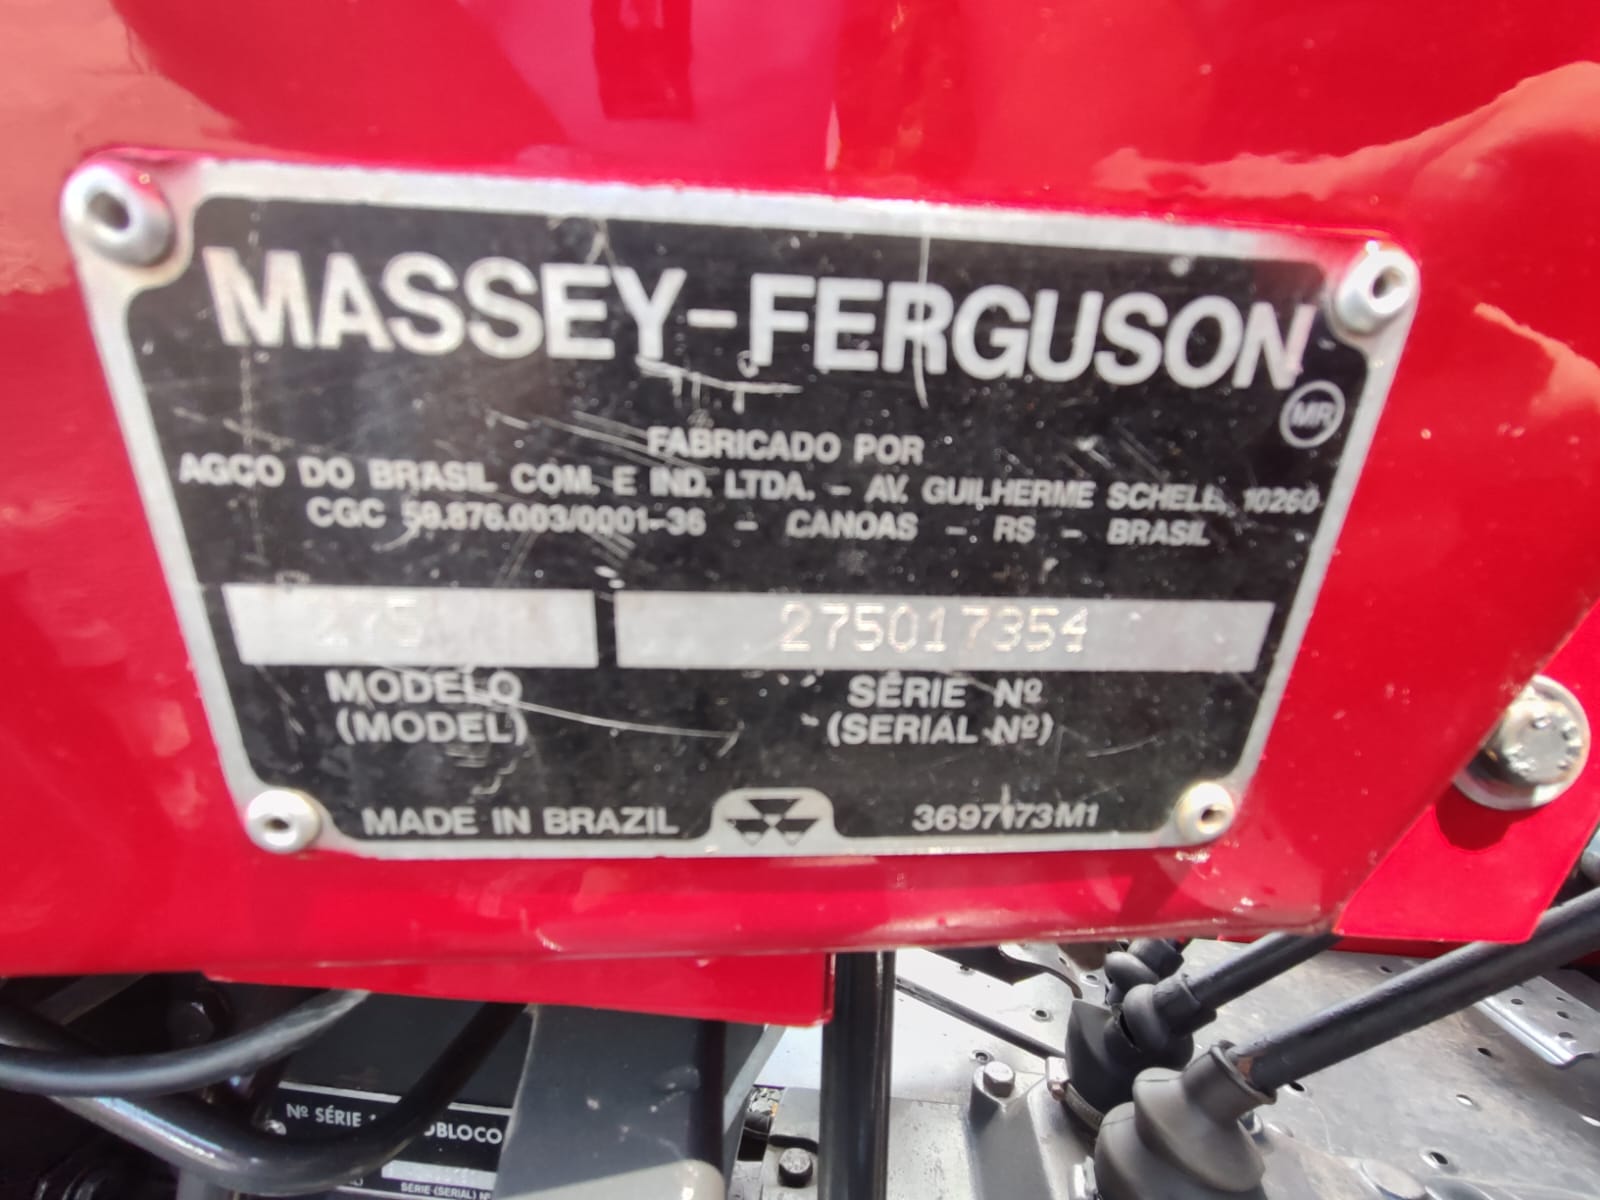 MASSEY-FERGUSON
MR
FABRICADO POR
AGCO DO BRASIL COM. E IND. LTDA. - AV. GUILHERME SCHELL, 10260
CGC 59.876.003/0001-36 - CANOAS - RS - BRASIL
275 275017354
MODELO SÉRIE Nº
(MODEL) (SERIAL Nº)
MADE IN BRAZIL 3697173M1
Nº SÉRIE
SÉRIE (SERIAL) Nº